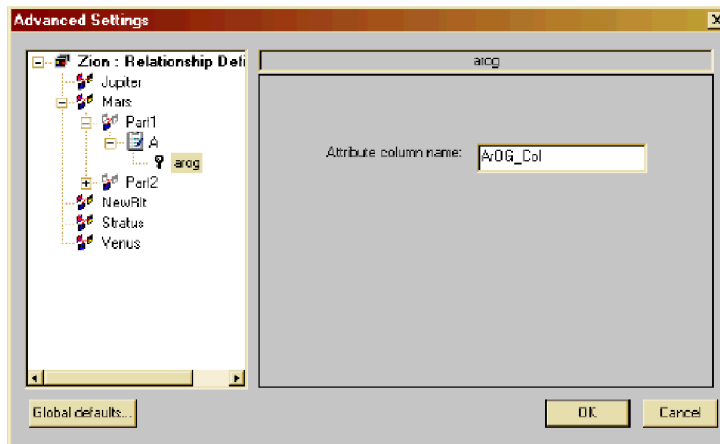 Advanced Settings
Zion : Relationship Defi
Jupiter
Mars
Part1
A
arog
Part2
NewRlt
Stratus
Venus
arog
Attribute column name:
ArOG_Col
Global defaults...
OK
Cancel